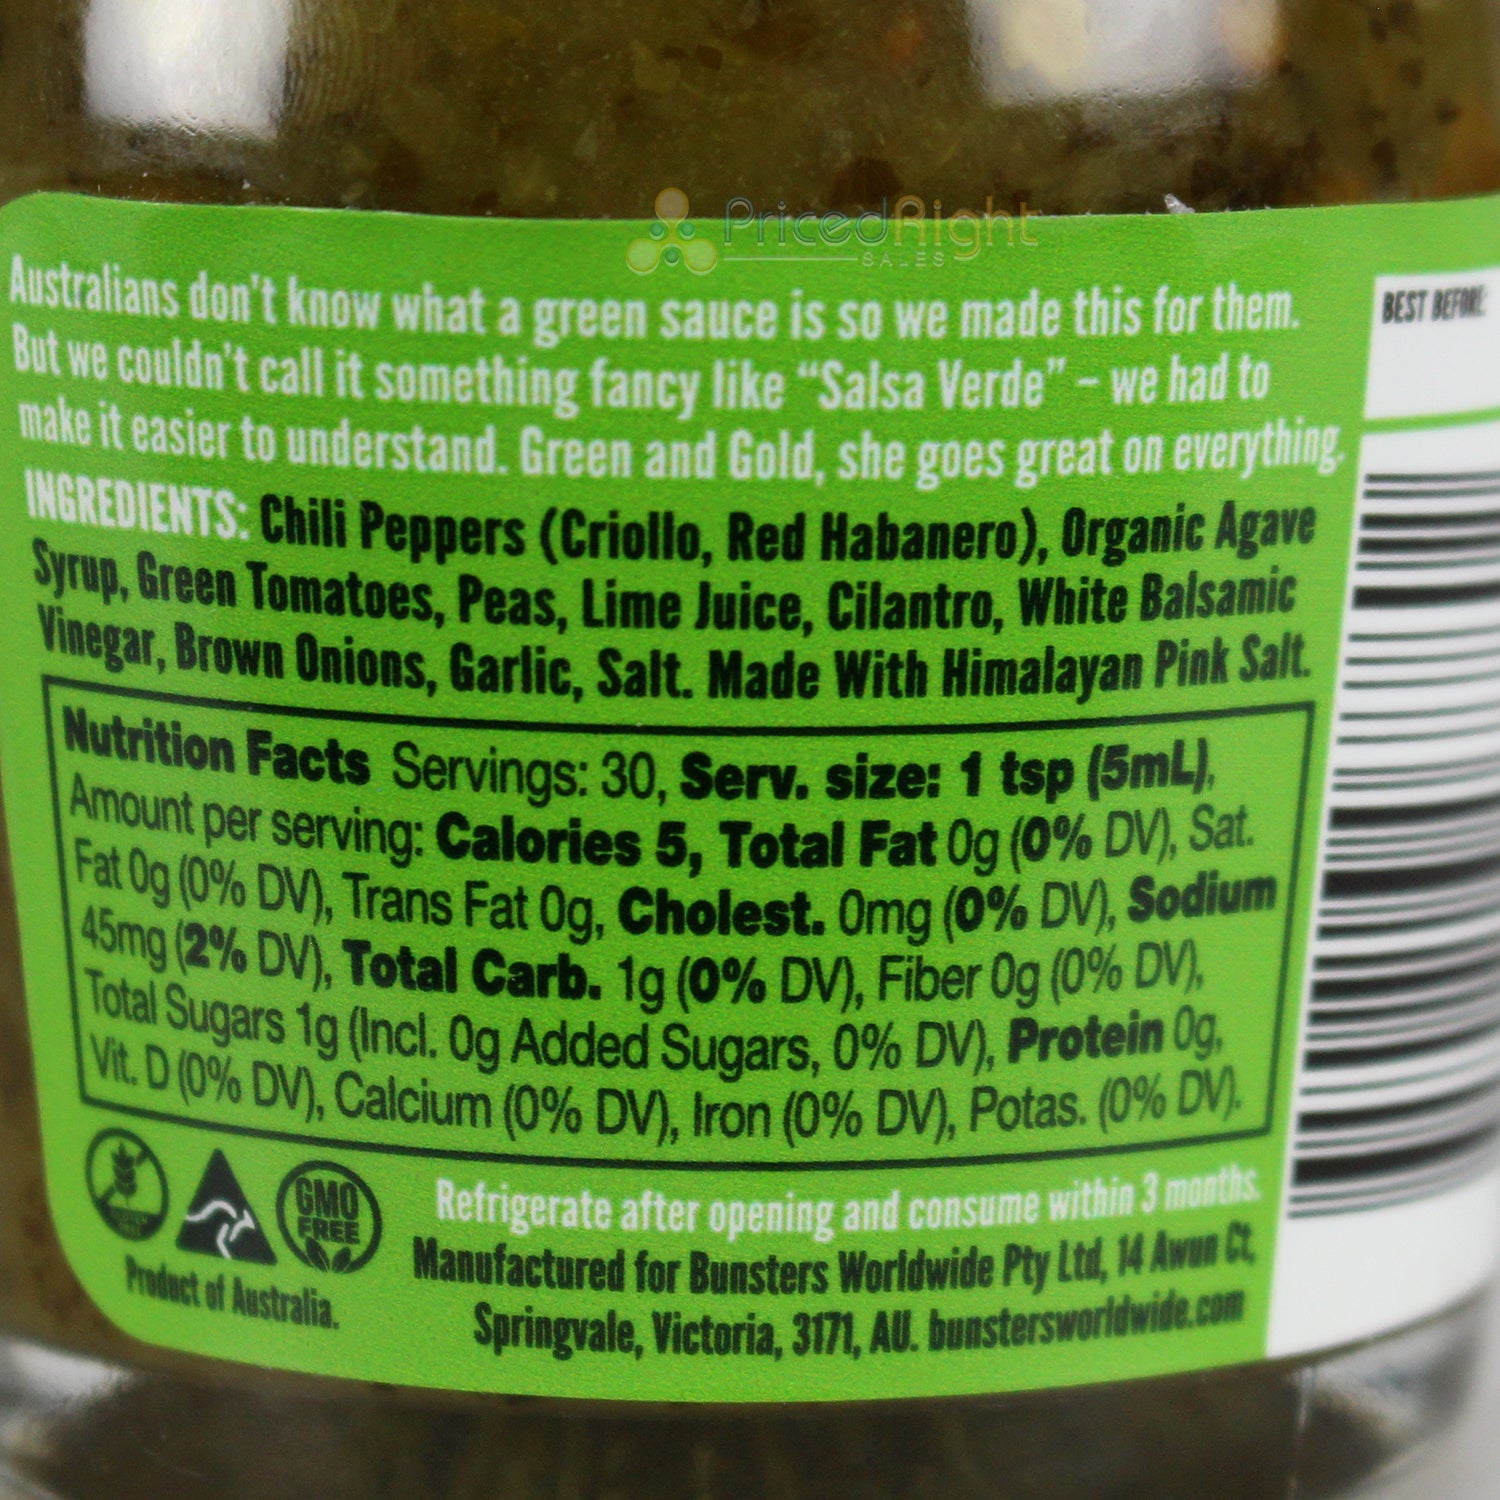 PricedRight
SALES
Australians don't know what a green sauce is so we made this for them.
But we couldn't call it something fancy like “Salsa Verde” – we had to
make it easier to understand. Green and Gold, she goes great on everything.
INGREDIENTS: Chili Peppers (Criollo, Red Habanero), Organic Agave
Syrup, Green Tomatoes, Peas, Lime Juice, Cilantro, White Balsamic
Vinegar, Brown Onions, Garlic, Salt. Made With Himalayan Pink Salt.
Nutrition Facts Servings: 30, Serv. size: 1 tsp (5mL),
Amount per serving: Calories 5, Total Fat 0g (0% DV), Sat.
Fat 0g (0% DV), Trans Fat 0g, Cholest. 0mg (0% DV), Sodium
45mg (2% DV), Total Carb. 1g (0% DV), Fiber 0g (0% DV),
Total Sugars 1g (Incl. 0g Added Sugars, 0% DV), Protein 0g,
Vit. D (0% DV), Calcium (0% DV), Iron (0% DV), Potas. (0% DV).
GMO
FREE
Product of Australia.
Refrigerate after opening and consume within 3 months.
Manufactured for Bunsters Worldwide Pty Ltd, 14 Awun Ct,
Springvale, Victoria, 3171, AU. bunstersworldwide.com
BEST BEFORE: